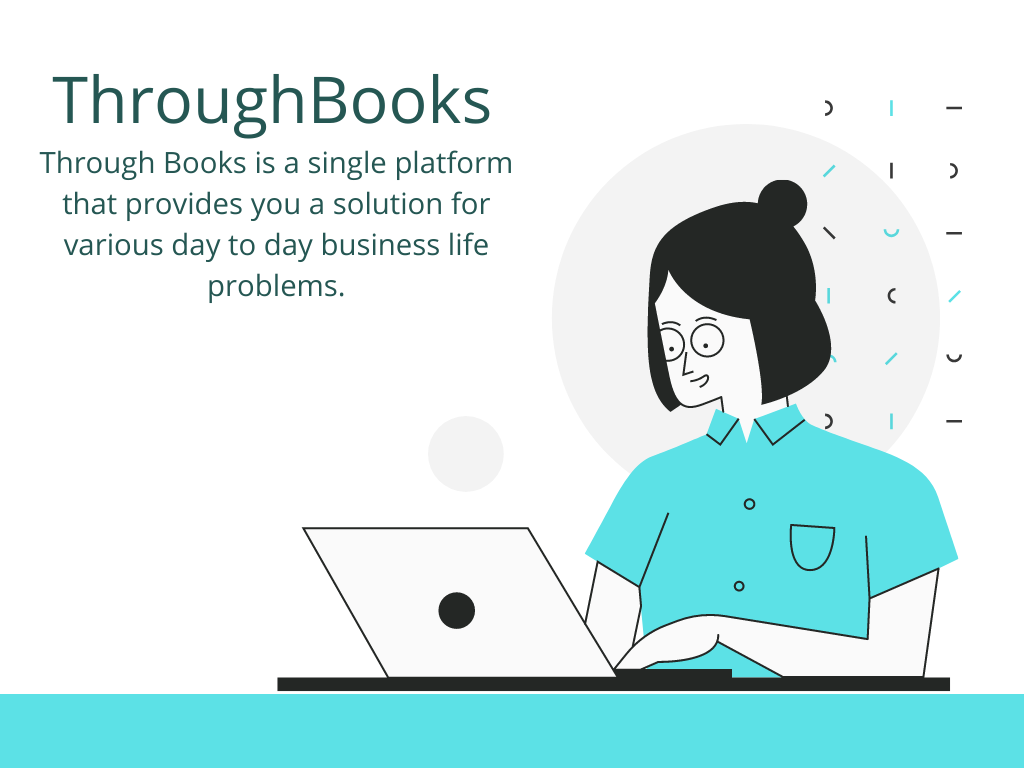 ThroughBooks
Through Books is a single platform
that provides you a solution for
various day to day business life
problems.